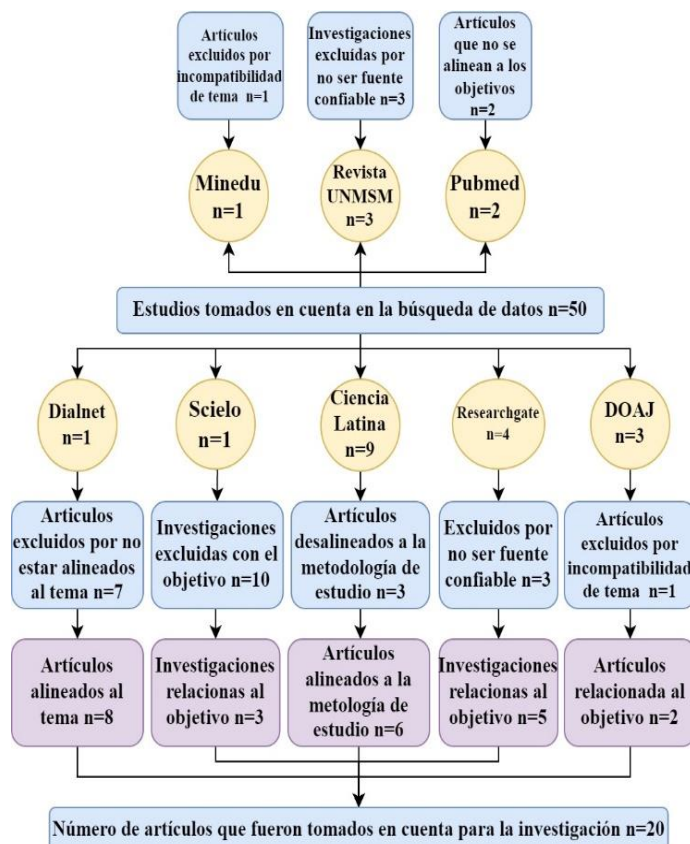 Artículos
excluidos por
incompatibilidad
de tema n=1
Investigaciones
excluídas por
no ser fuente
confiable n=3
Artículos
que no se
alinean a los
objetivos
n=2
Minedu
n=1
Revista
UNMSM
n=3
Pubmed
n=2
Estudios tomados en cuenta en la búsqueda de datos n=50
Dialnet
n=1
Scielo
n=1
Ciencia
Latina
n=9
Researchgate
n=4
DOAJ
n=3
Articulos
excluidos por no
estar alineados
al tema n=7
Investigaciones
excluidas con el
objetivo n=10
Artículos
desalineados a la
metodología de
estudio n=3
Excluidos por
no ser fuente
confiable n=3
Artículos
excluidos por
incompatibilidad
de tema n=1
Artículos
alineados al
tema n=8
Investigaciones
relacionas al
objetivo n=3
Artículos
alineados a la
metología de
estudio n=6
Investigaciones
relacionas al
objetivo n=5
Artículos
relacionada al
objetivo n=2
Número de artículos que fueron tomados en cuenta para la investigación n=20